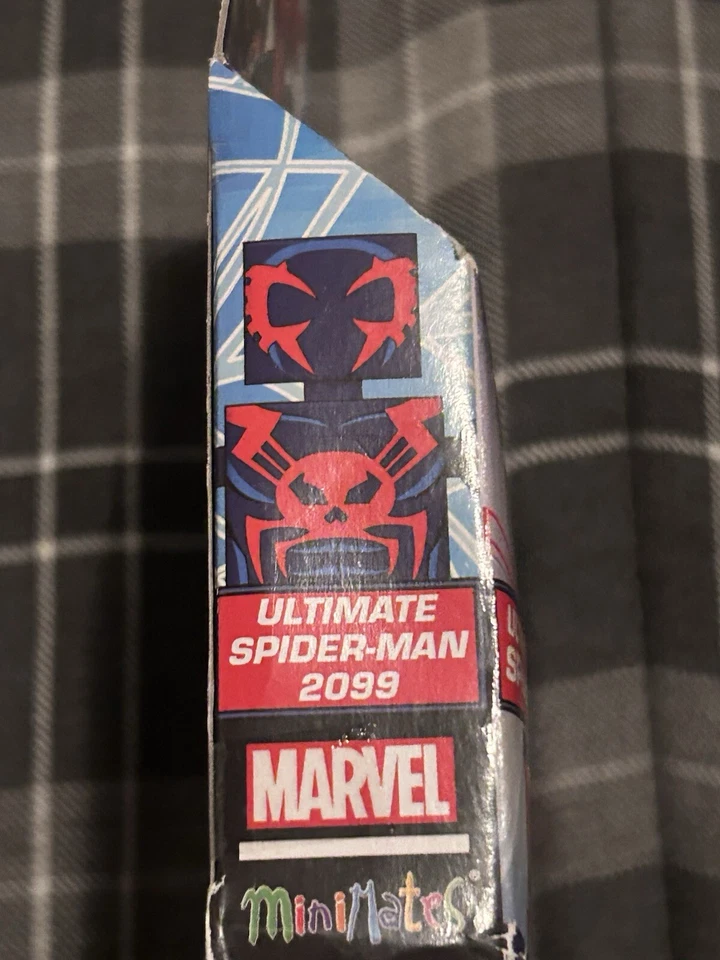 ULTIMATE
SPIDER-MAN
2099
MARVEL
MiniMates®